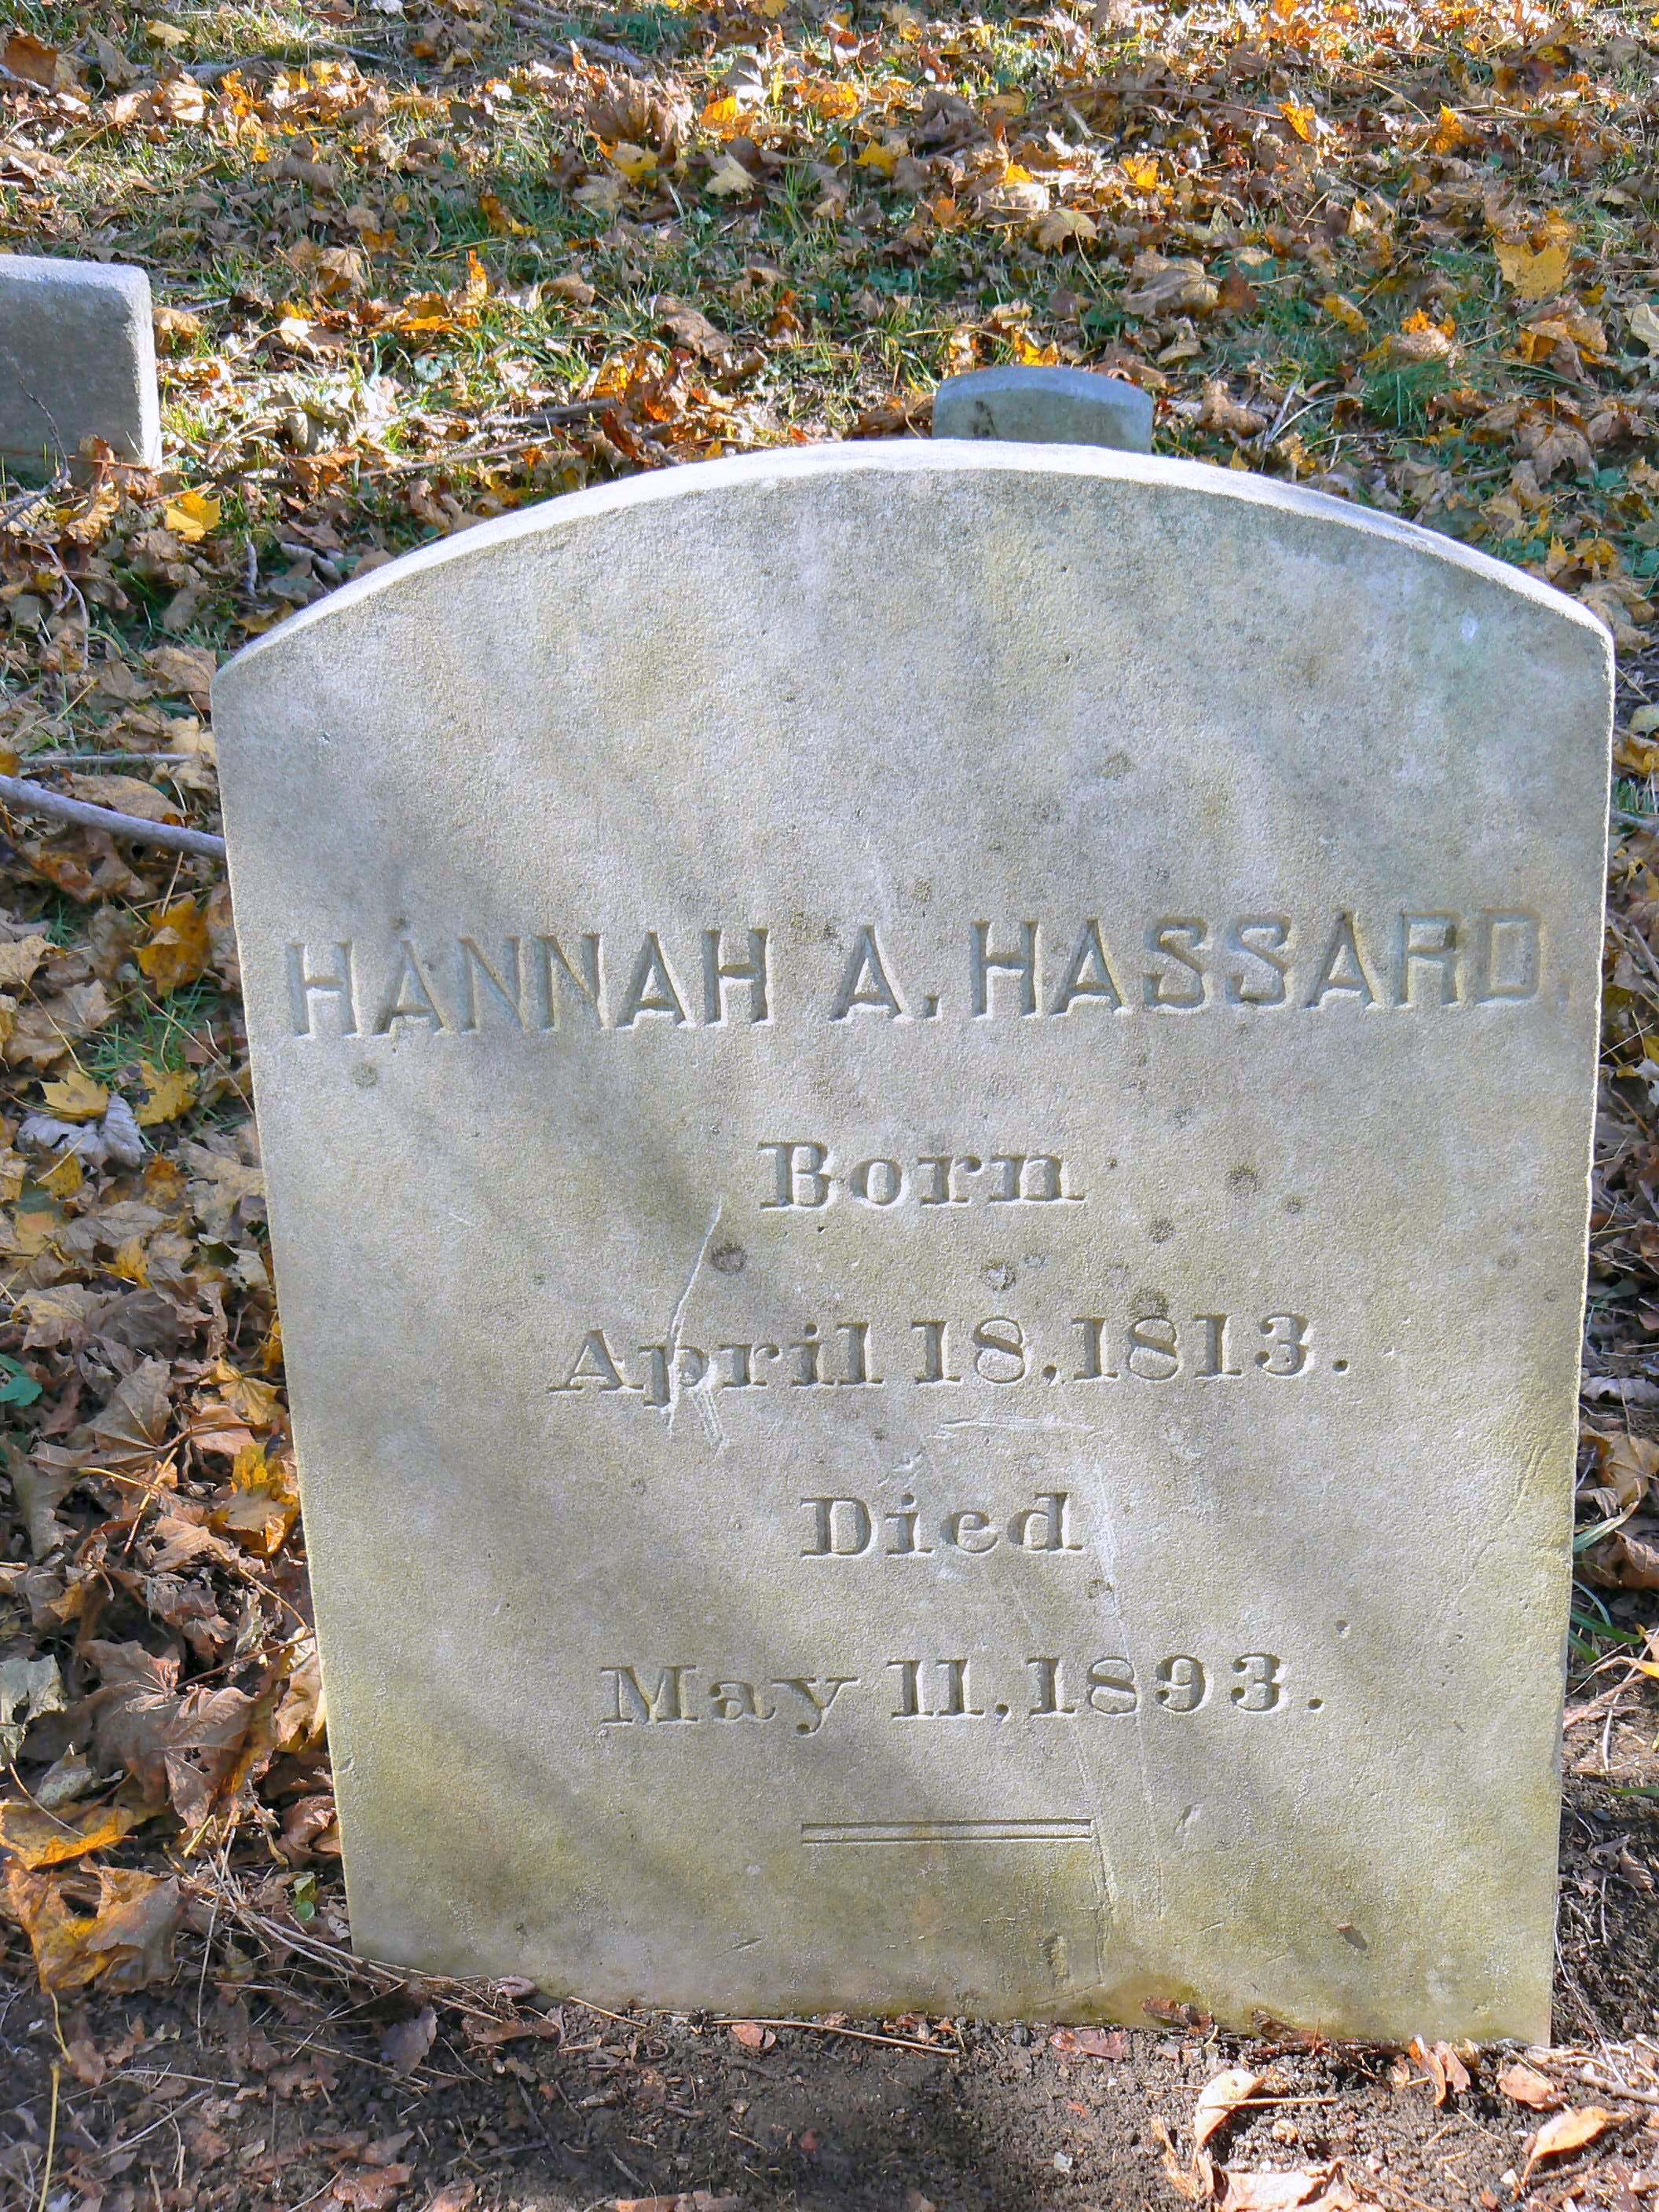 HANNAH A. HASSARD.
Born
April 18, 1813.
Died
May 11, 1893.